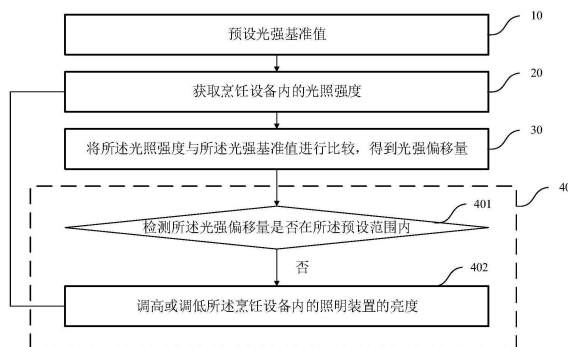 预设光强基准值
10
获取烹饪设备内的光照强度
20
将所述光照强度与所述光强基准值进行比较，得到光强偏移量
30
40
检测所述光强偏移量是否在所述预设范围内
401
否
402
调高或调低所述烹饪设备内的照明装置的亮度